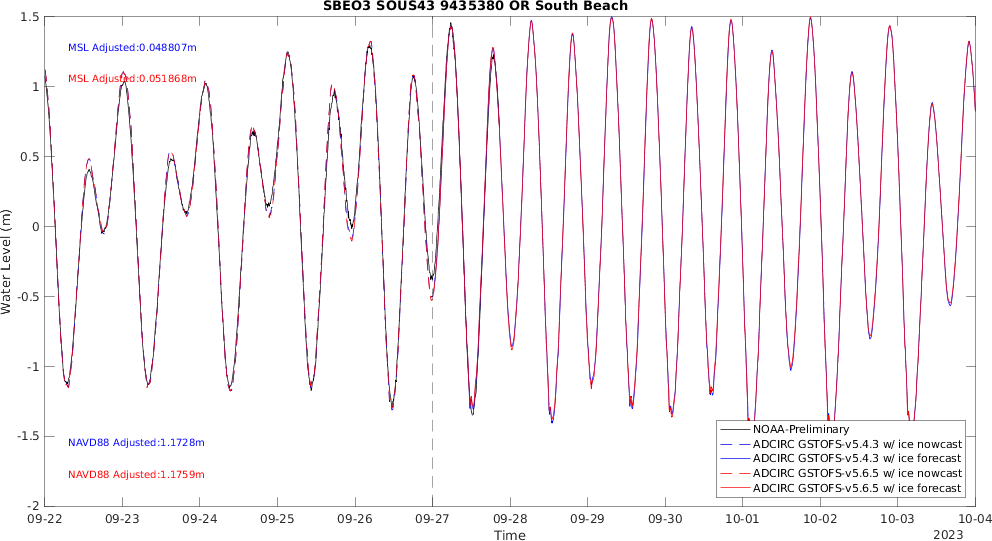 SBEO3 SOUS43 9435380 OR South Beach
Water Level (m)
1.5
1
0.5
0
-0.5
-1
-1.5
-2
MSL Adjusted:0.048807m
MSL Adjusted:0.051868m
NAVD88 Adjusted:1.1728m
NAVD88 Adjusted:1.1759m
NOAA-Preliminary
ADCIRC GSTOFS-v5.4.3 w/ ice nowcast
ADCIRC GSTOFS-v5.4.3 w/ ice forecast
ADCIRC GSTOFS-v5.6.5 w/ ice nowcast
ADCIRC GSTOFS-v5.6.5 w/ ice forecast
09-22 09-23 09-24 09-25 09-26 09-27 09-28 09-29 09-30 10-01 10-02 10-03 10-04
Time
2023